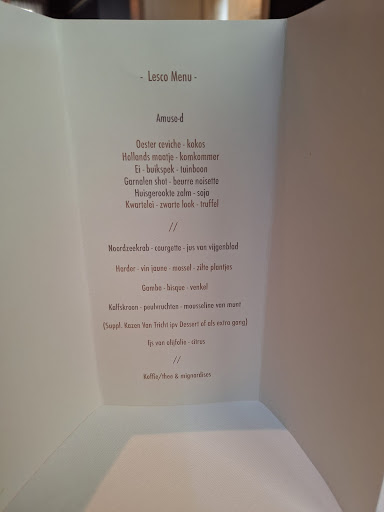 - Lesco Menu -
Amuse-d
Oester ceviche - kokos
Hollands maatje - komkommer
Ei - buikspek - tuinboon
Garnalen shot - beurre noisette
Huisgerookte zalm - soja
Kwartelei - zwarte look - truffel
//
Noordzeekrab - courgette - jus van vijgenblad
Harder - vin jaune - mossel - zilte plantjes
Gamba - bisque - venkel
Kalfskroon - peulvruchten - mousseline van munt
(Suppl. Kazen Van Tricht ipv Dessert of als extra gang)
Ijs van olijfolie - citrus
//
Koffie/thee & mignardises